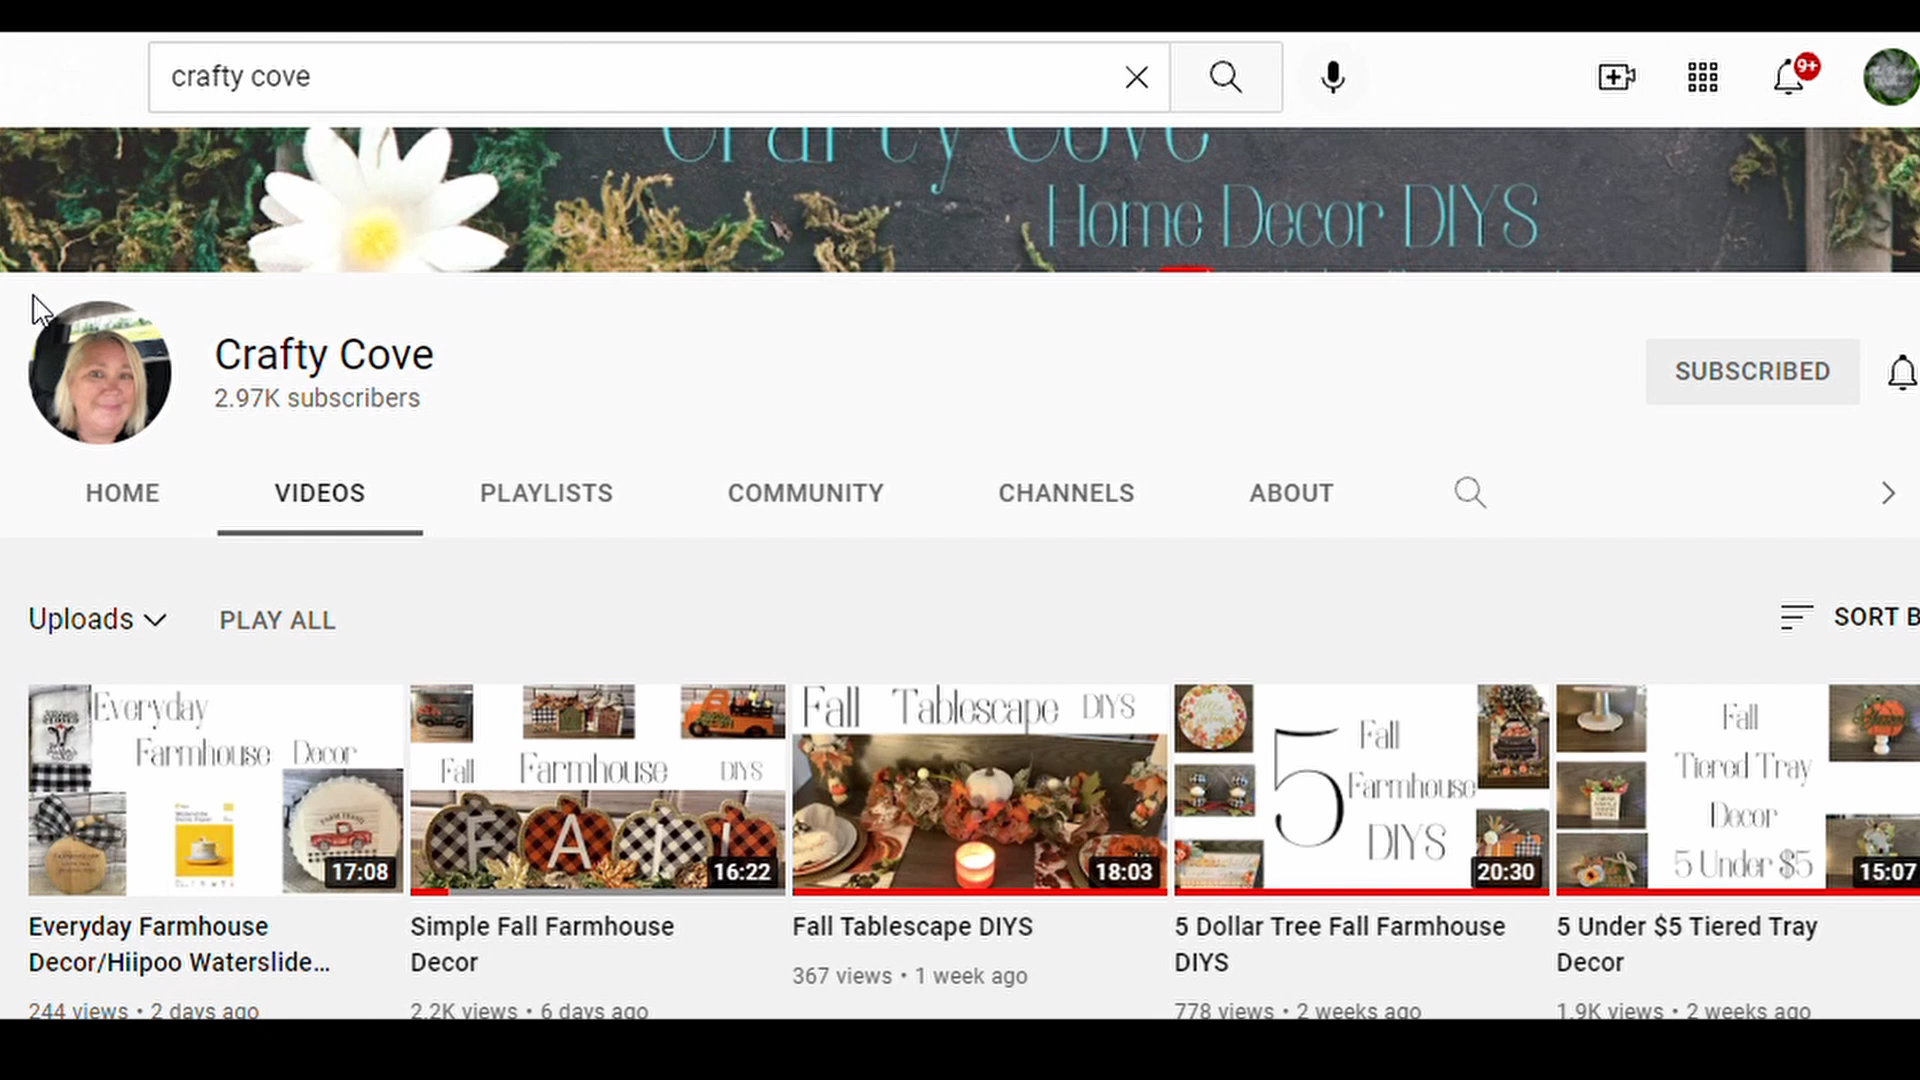 crafty cove
9+
Crafty Cove
Home Decor DIYS
Crafty Cove
2.97K subscribers
SUBSCRIBED
HOME
VIDEOS
PLAYLISTS
COMMUNITY
CHANNELS
ABOUT
Uploads
PLAY ALL
SORT B
Everyday
Farmhouse Decor
17:08
Fall Farmhouse DIYS
FALL
16:22
Fall Tablescape DIYS
18:03
5 Fall
Farmhouse
DIYS
20:30
Fall
Tiered Tray
Decor
5 Under $5
15:07
Everyday Farmhouse
Decor/Hiipoo Waterslide...
244 views • 2 days ago
Simple Fall Farmhouse
Decor
2.2K views • 6 days ago
Fall Tablescape DIYS
367 views • 1 week ago
5 Dollar Tree Fall Farmhouse
DIYS
778 views • 2 weeks ago
5 Under $5 Tiered Tray
Decor
1.9K views • 2 weeks ago